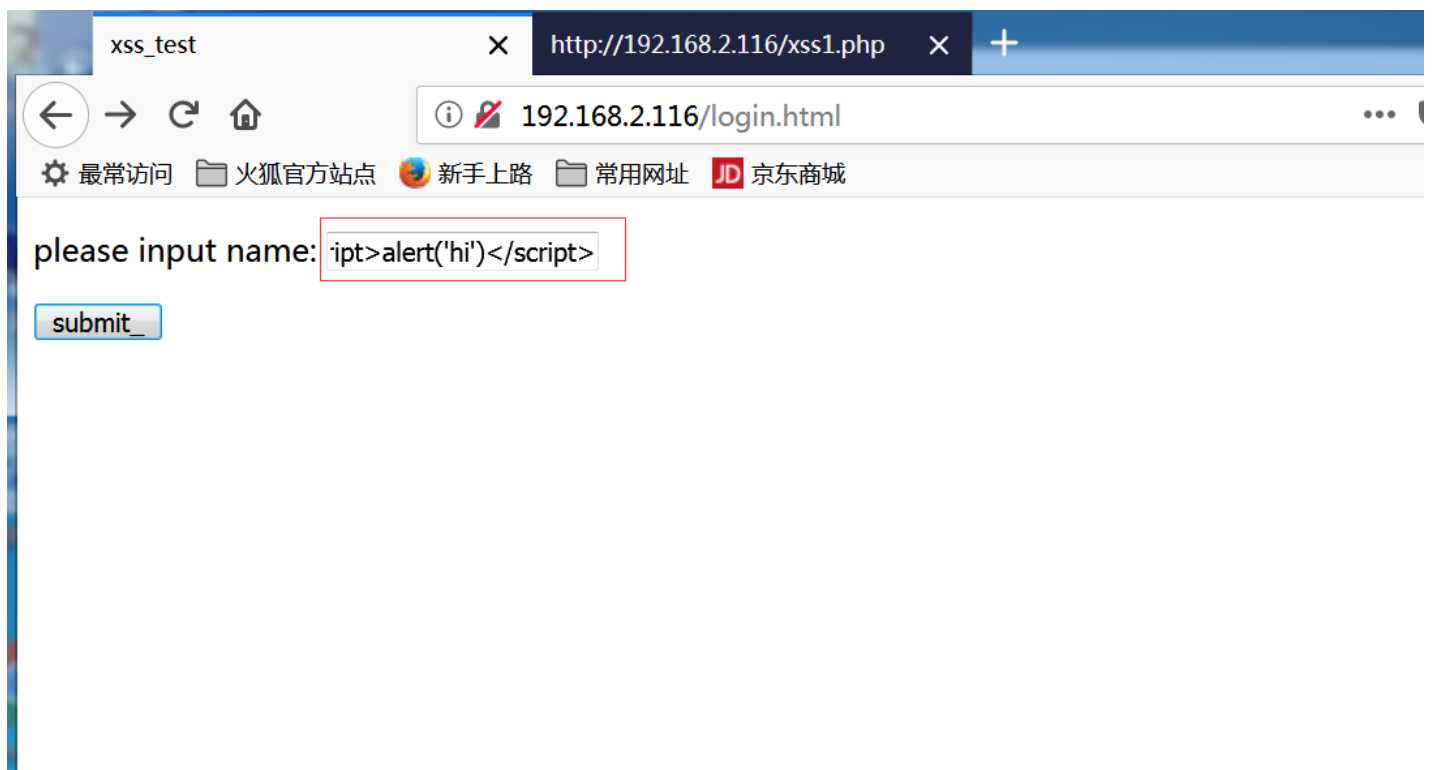 xss_test
http://192.168.2.116/xss1.php
192.168.2.116/login.html
最常访问 火狐官方站点 新手上路 常用网址 JD 京东商城
please input name: ipt>alert('hi')</script>
submit_